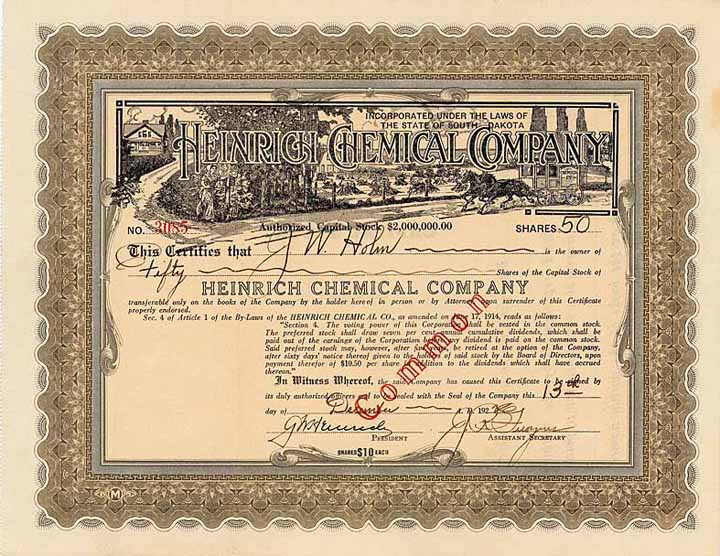 INCORPORATED UNDER THE LAWS OF
THE STATE OF SOUTH DAKOTA
HEINRICH CHEMICAL COMPANY
NO. 3085 Authorized Capital Stock $2,000,000.00 SHARES 50
This Certifies that J W. Holm is the owner of
Fifty Shares of the Capital Stock of
HEINRICH CHEMICAL COMPANY
transferable only on the books of the Company by the holder hereof in person or by Attorney upon surrender of this Certificate
properly endorsed.
Sec. 4 of Article 1 of the By-Laws of the HEINRICH CHEMICAL CO., as amended on 17, 1914, reads as follows:
"Section 4. The voting power of this Corporation shall be vested in the common stock.
The preferred stock shall draw seven per cent annual cumulative dividends, which shall be
paid out of the earnings of the Corporation before any dividend is paid on the common stock.
Said preferred stock may, however, after be retired at the option of the Company,
after sixty days' notice thereof given to the holders of said stock by the Board of Directors, upon
payment therefor of $10.50 per share in addition to the dividends which shall have accrued
thereon."
In Witness Whereof, the said Company has caused this Certificate to be signed by
its duly authorized officers and to be sealed with the Seal of the Company this 13th
day of December A. D. 192
Common
G W Heinrich
PRESIDENT ASSISTANT SECRETARY
SHARES $10 EACH
M